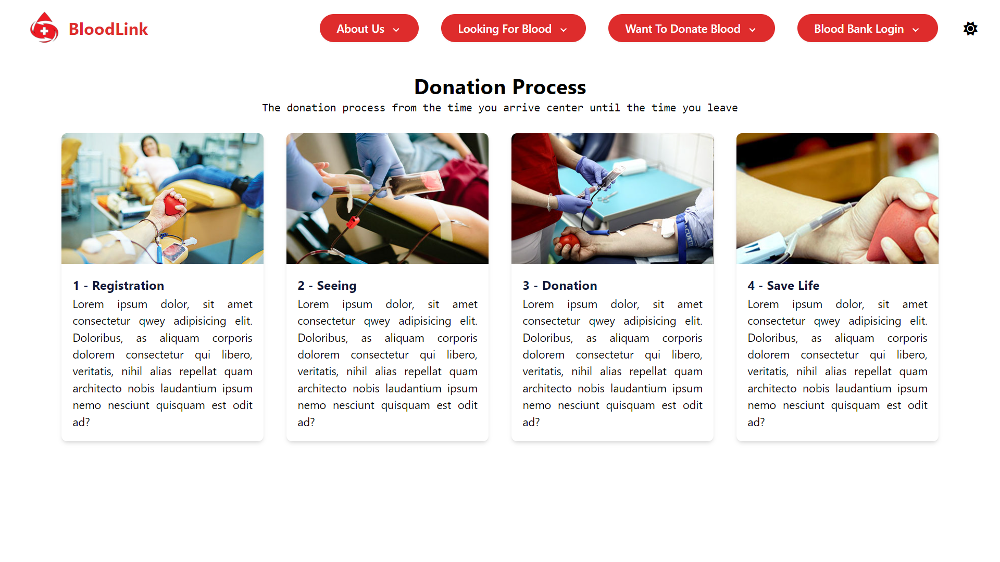 BloodLink
About Us
Looking For Blood
Want To Donate Blood
Blood Bank Login
Donation Process
The donation process from the time you arrive center until the time you leave
1 - Registration
Lorem ipsum dolor, sit amet
consectetur qwey adipisicing elit.
Doloribus, as aliquam corporis
dolorem consectetur qui libero,
veritatis, nihil alias repellat quam
architecto nobis laudantium ipsum
nemo nesciunt quisquam est odit
ad?
2 - Seeing
Lorem ipsum dolor, sit amet
consectetur qwey adipisicing elit.
Doloribus, as aliquam corporis
dolorem consectetur qui libero,
veritatis, nihil alias repellat quam
architecto nobis laudantium ipsum
nemo nesciunt quisquam est odit
ad?
3 - Donation
Lorem ipsum dolor, sit amet
consectetur qwey adipisicing elit.
Doloribus, as aliquam corporis
dolorem consectetur qui libero,
veritatis, nihil alias repellat quam
architecto nobis laudantium ipsum
nemo nesciunt quisquam est odit
ad?
4 - Save Life
Lorem ipsum dolor, sit amet
consectetur qwey adipisicing elit.
Doloribus, as aliquam corporis
dolorem consectetur qui libero,
veritatis, nihil alias repellat quam
architecto nobis laudantium ipsum
nemo nesciunt quisquam est odit
ad?